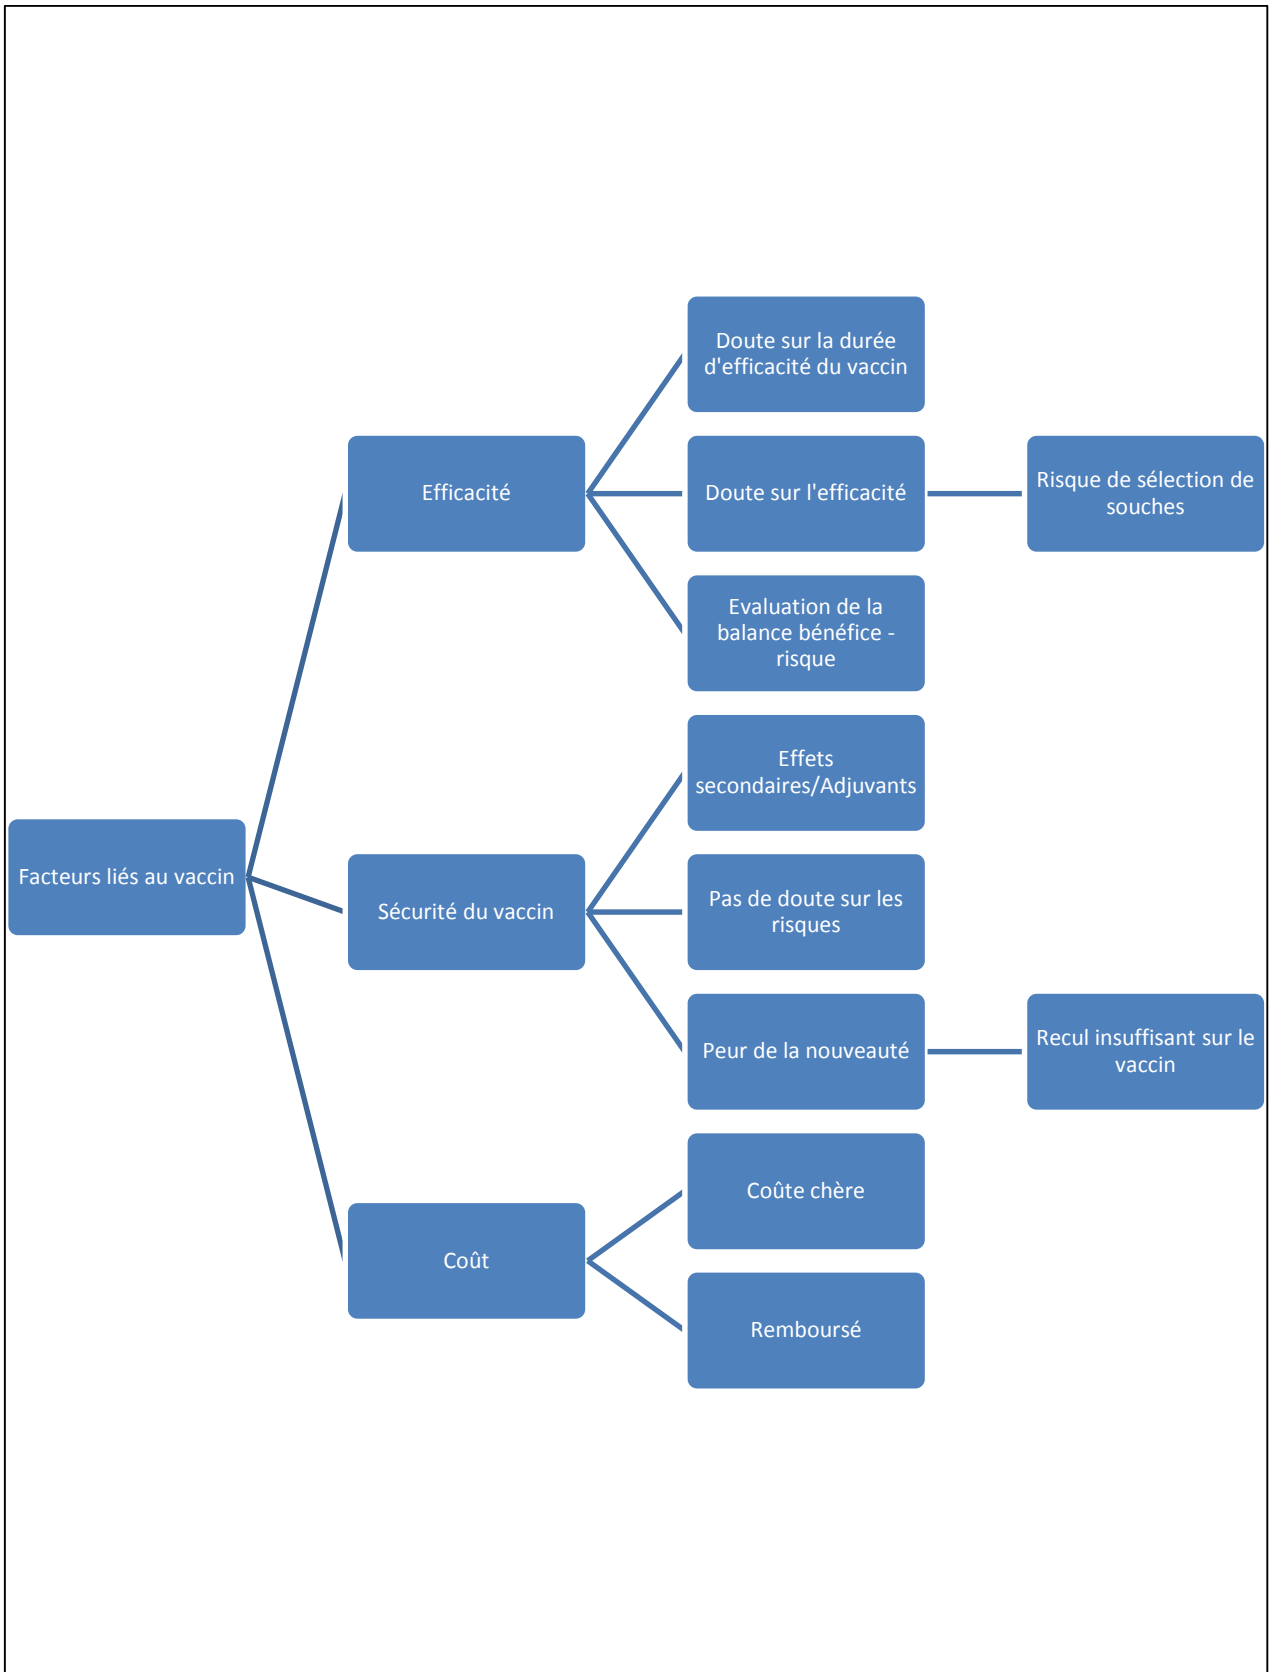 Facteurs liés au vaccin
Efficacité
Doute sur la durée
d'efficacité du vaccin
Doute sur l'efficacité
Risque de sélection de
souches
Evaluation de la
balance bénéfice -
risque
Sécurité du vaccin
Effets
secondaires/Adjuvants
Pas de doute sur les
risques
Peur de la nouveauté
Recul insuffisant sur le
vaccin
Coût
Coûte chère
Remboursé